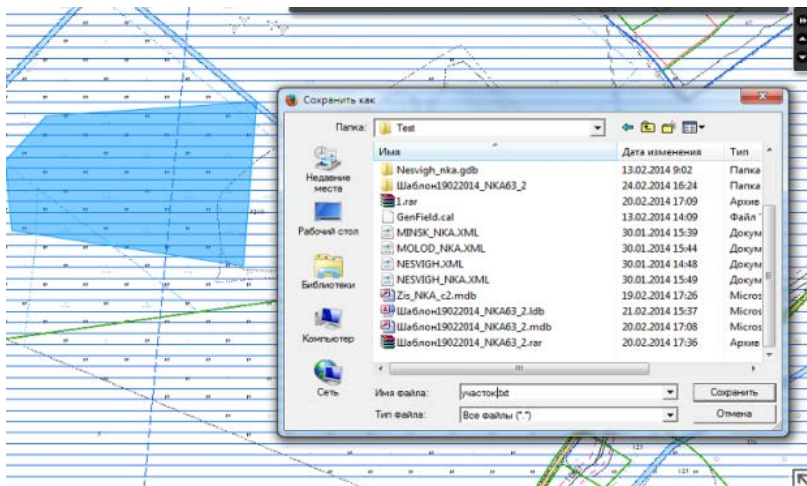 Сохранить как
Папка: Test
Недавние места
Рабочий стол
Библиотеки
Компьютер
Сеть
Имя Дата изменения Тип
Nesvigh_nka.gdb 13.02.2014 9:02 Папка
Шаблон19022014_NKA63_2 24.02.2014 16:24 Папка
1.rar 20.02.2014 17:09 Архив
GenField.cal 13.02.2014 14:09 Файл "
MINSK_NKA.XML 30.01.2014 15:39 Докум
MOLOD_NKA.XML 30.01.2014 15:44 Докум
NESVIGH.XML 30.01.2014 14:48 Докум
NESVIGH_NKA.XML 30.01.2014 15:49 Докум
Zis_NKA_c2.mdb 19.02.2014 17:26 Micros
Шаблон19022014_NKA63_2.ldb 21.02.2014 15:37 Micros
Шаблон19022014_NKA63_2.mdb 20.02.2014 17:08 Micros
Шаблон19022014_NKA63_2.rar 20.02.2014 17:36 Архив
Имя файла: участок.txt Сохранить
Тип файла: Все файлы (*.*) Отмена